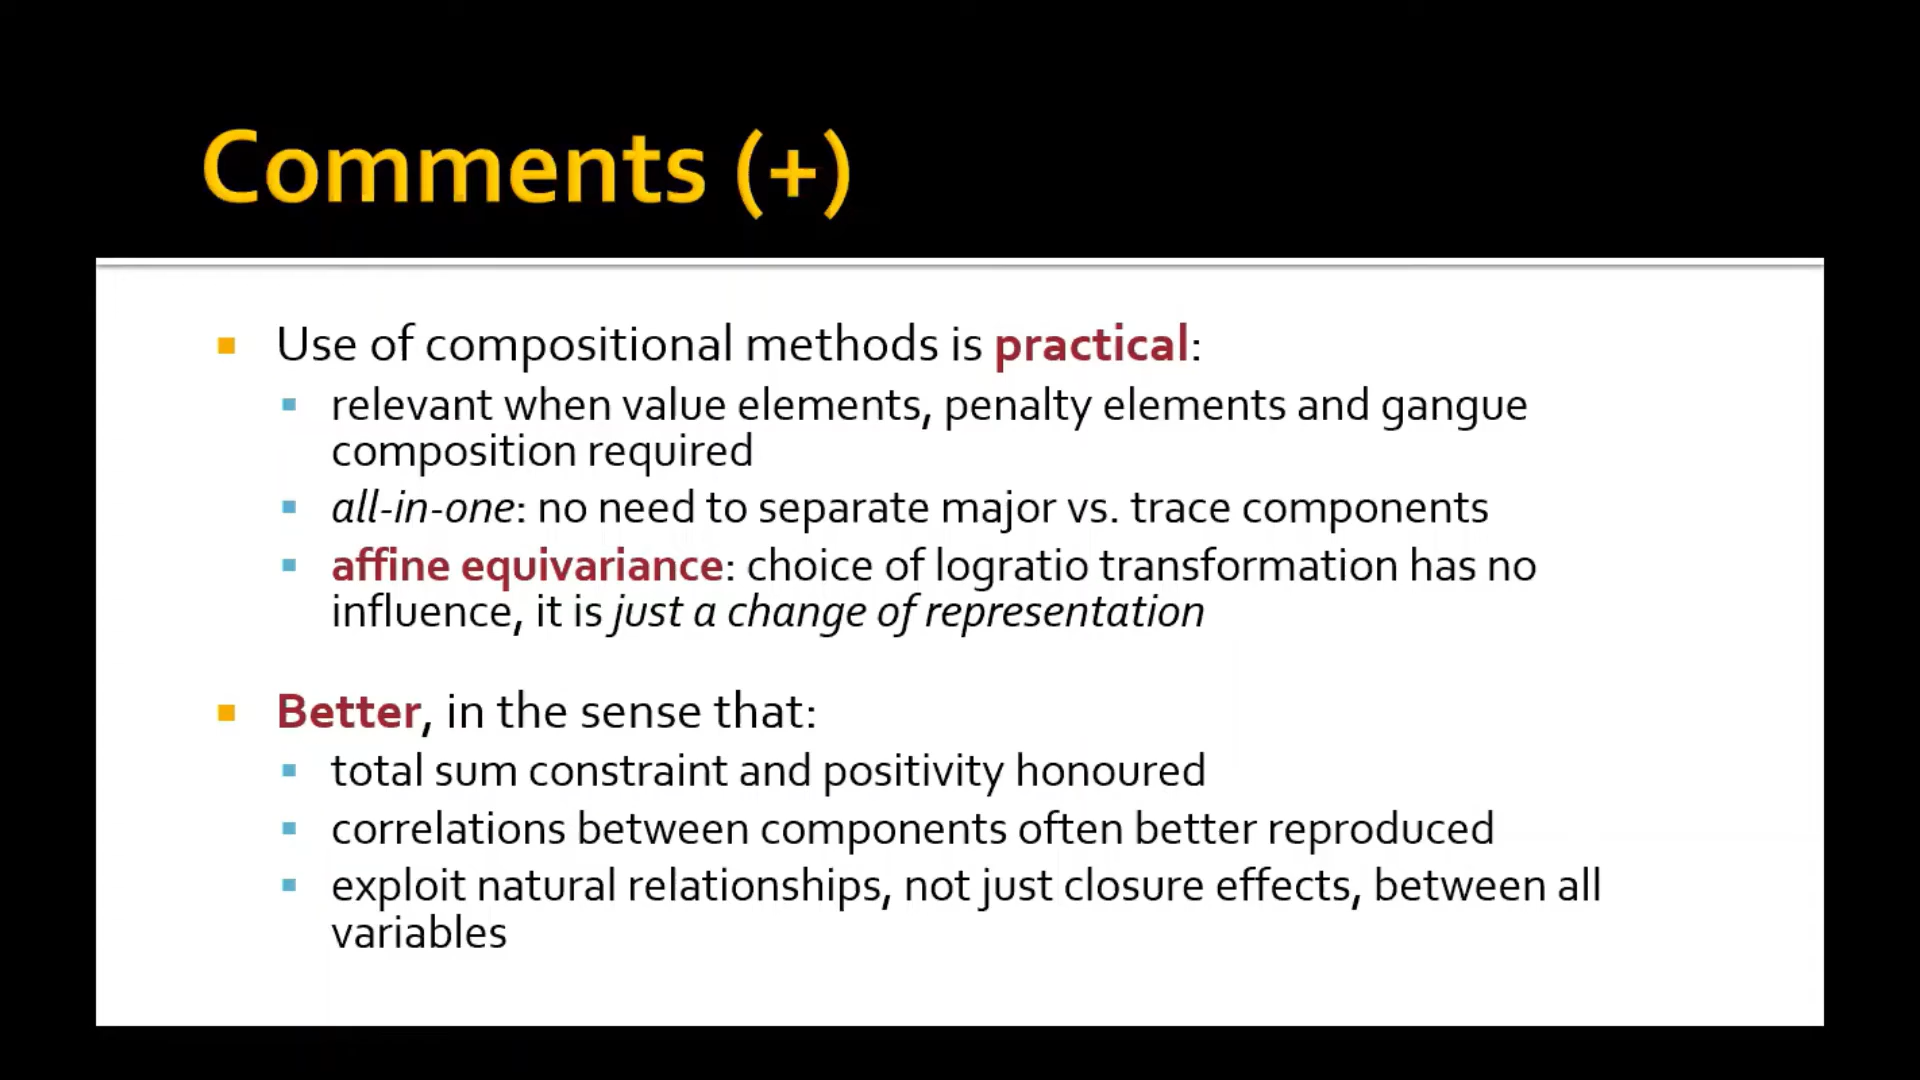 Comments (+)
Use of compositional methods is practical:
relevant when value elements, penalty elements and gangue
composition required
all-in-one: no need to separate major vs. trace components
affine equivariance: choice of logratio transformation has no
influence, it is just a change of representation
Better, in the sense that:
total sum constraint and positivity honoured
correlations between components often better reproduced
exploit natural relationships, not just closure effects, between all
variables